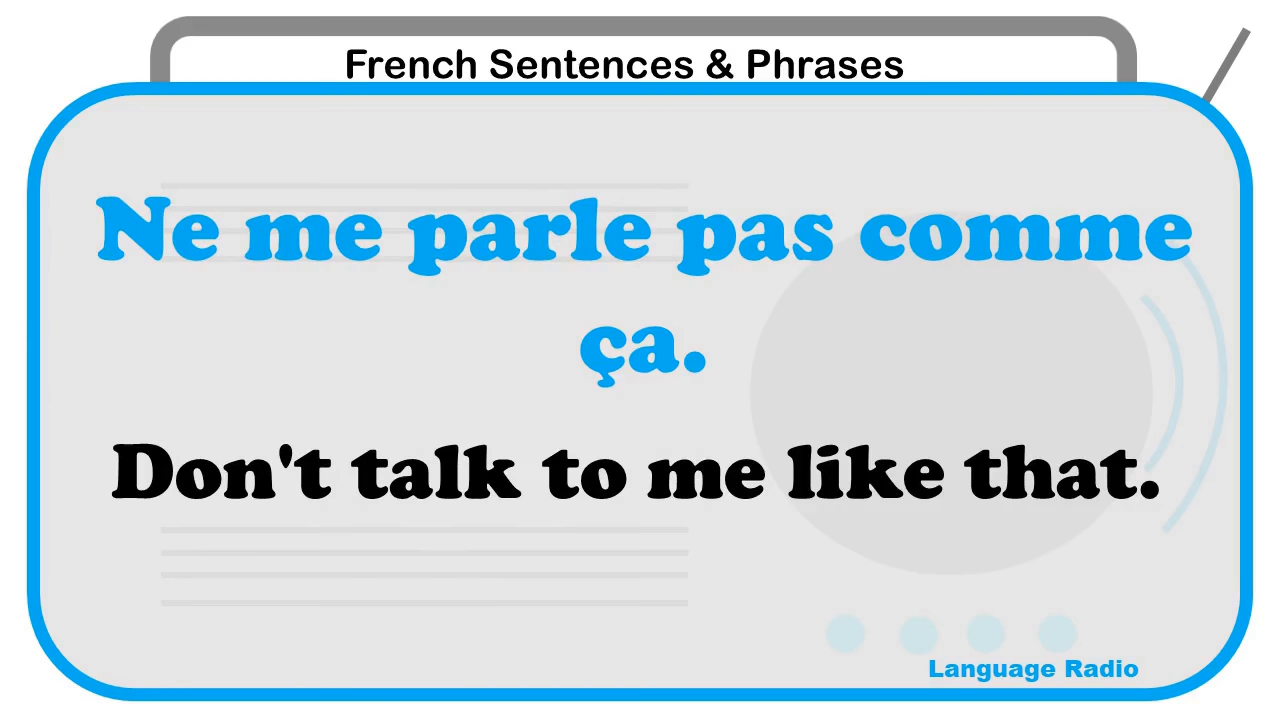 French Sentences & Phrases
Ne me parle pas comme
ça.
Don't talk to me like that.
Language Radio